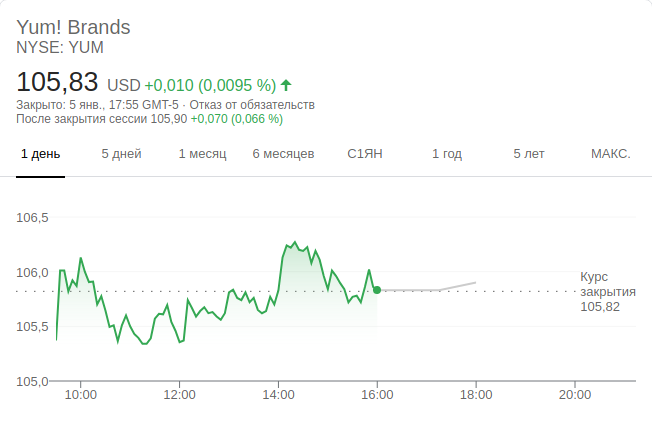 Yum! Brands
NYSE: YUM
105,83 USD +0,010 (0,0095 %)
Закрыто: 5 янв., 17:55 GMT-5 · Отказ от обязательств
После закрытия сессии 105,90 +0,070 (0,066 %)
1 день 5 дней 1 месяц 6 месяцев С1ЯН 1 год 5 лет МАКС.
106,5
106,0
105,5
105,0
Курс
закрытия
105,82
10:00 12:00 14:00 16:00 18:00 20:00